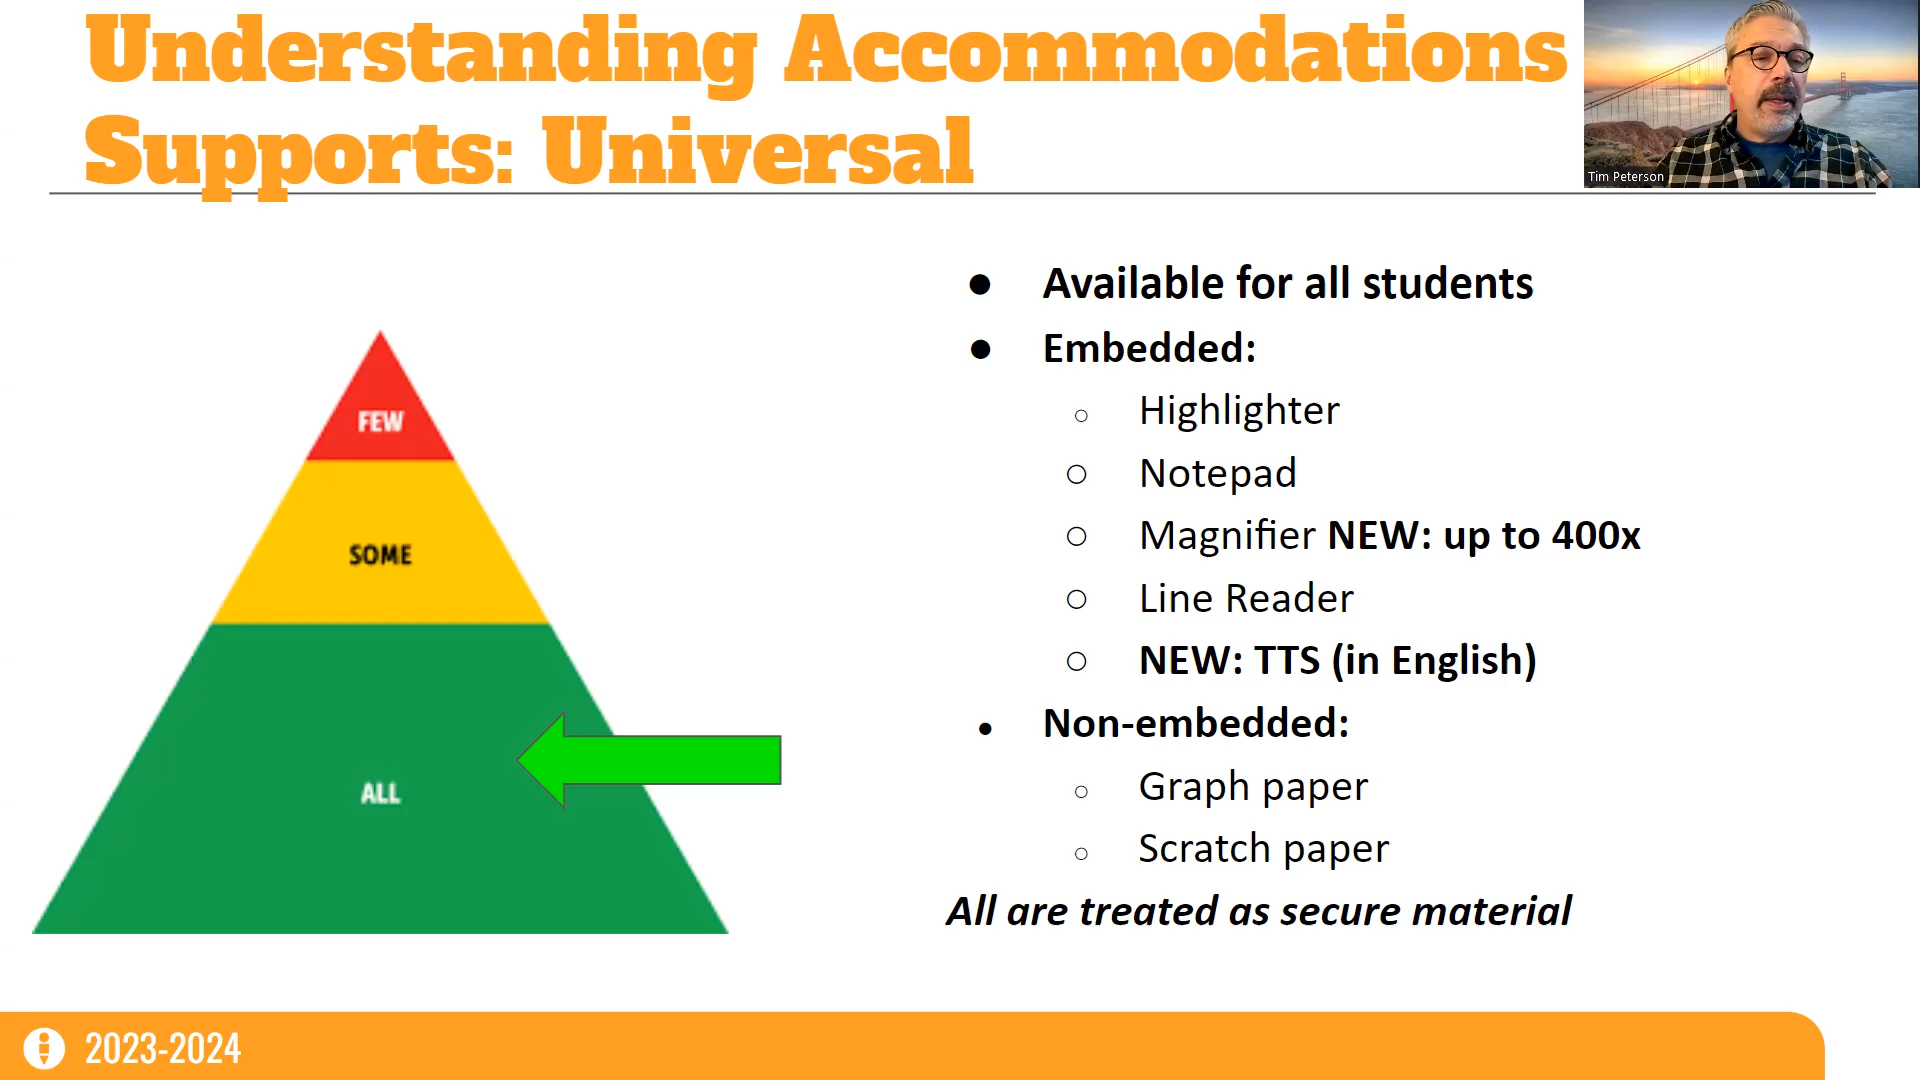 Understanding Accommodations
Supports: Universal
Tim Peterson
FEW
SOME
ALL
● Available for all students
● Embedded:
○ Highlighter
○ Notepad
○ Magnifier NEW: up to 400x
○ Line Reader
○ NEW: TTS (in English)
● Non-embedded:
○ Graph paper
○ Scratch paper
All are treated as secure material
2023-2024